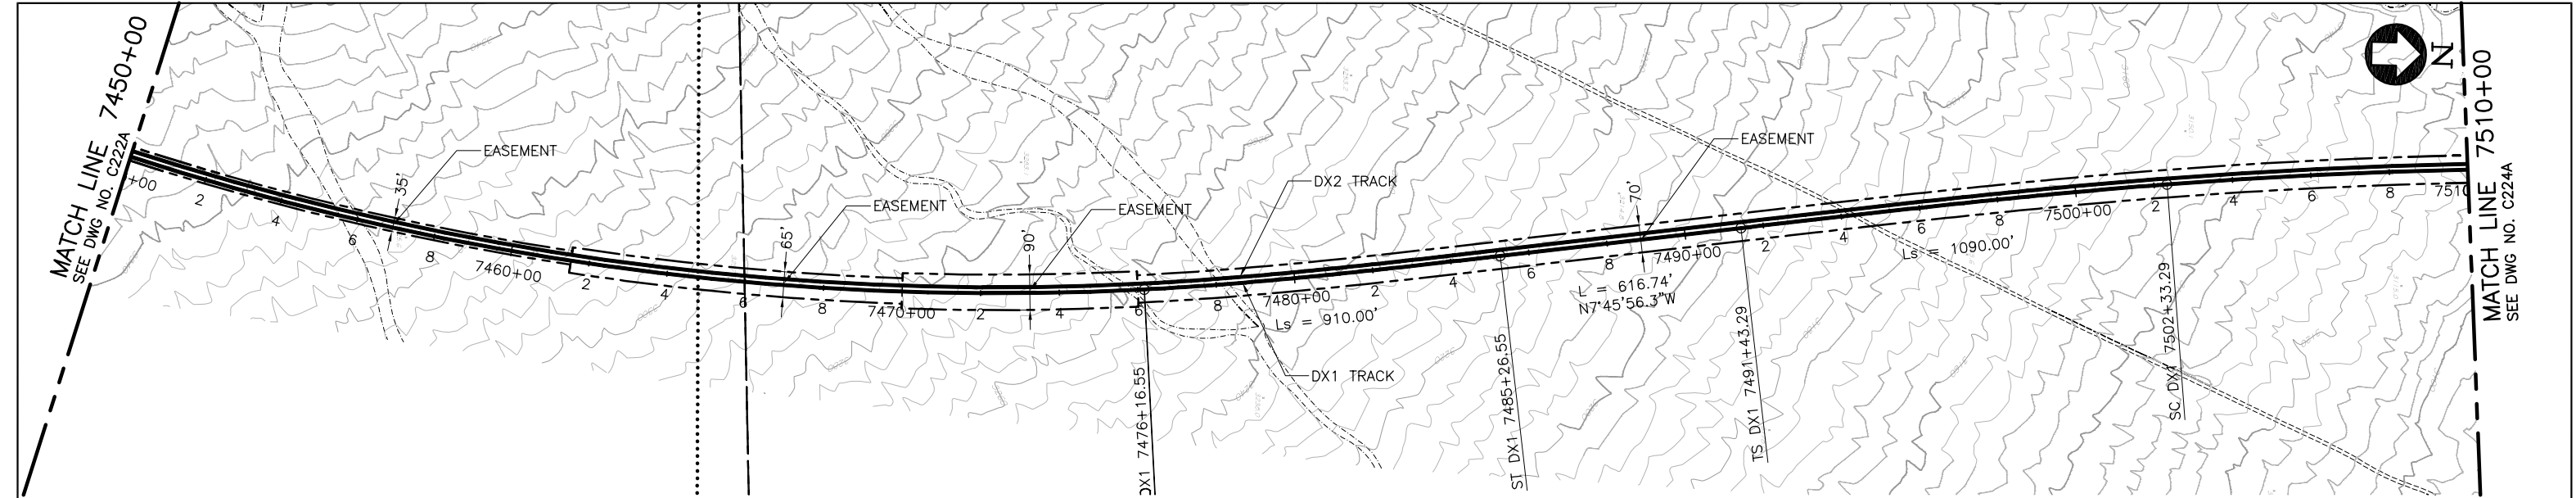 MATCH LINE 7450+00
SEE DWG NO. C222A
+00
2
4
6
8
7460+00
2
4
6
8
7470+00
2
4
6
8
7480+00
2
4
6
8
7490+00
2
4
6
8
7500+00
2
4
6
8
7510
35'
EASEMENT
65'
EASEMENT
90'
EASEMENT
DX2 TRACK
DX1 TRACK
Ls = 910.00'
DX1 7476+16.55
ST DX1 7485+26.55
L = 616.74'
N7°45'56.3"W
70'
EASEMENT
TS DX1 7491+43.29
Ls = 1090.00'
SC DX1 7502+33.29
N
MATCH LINE 7510+00
SEE DWG NO. C224A